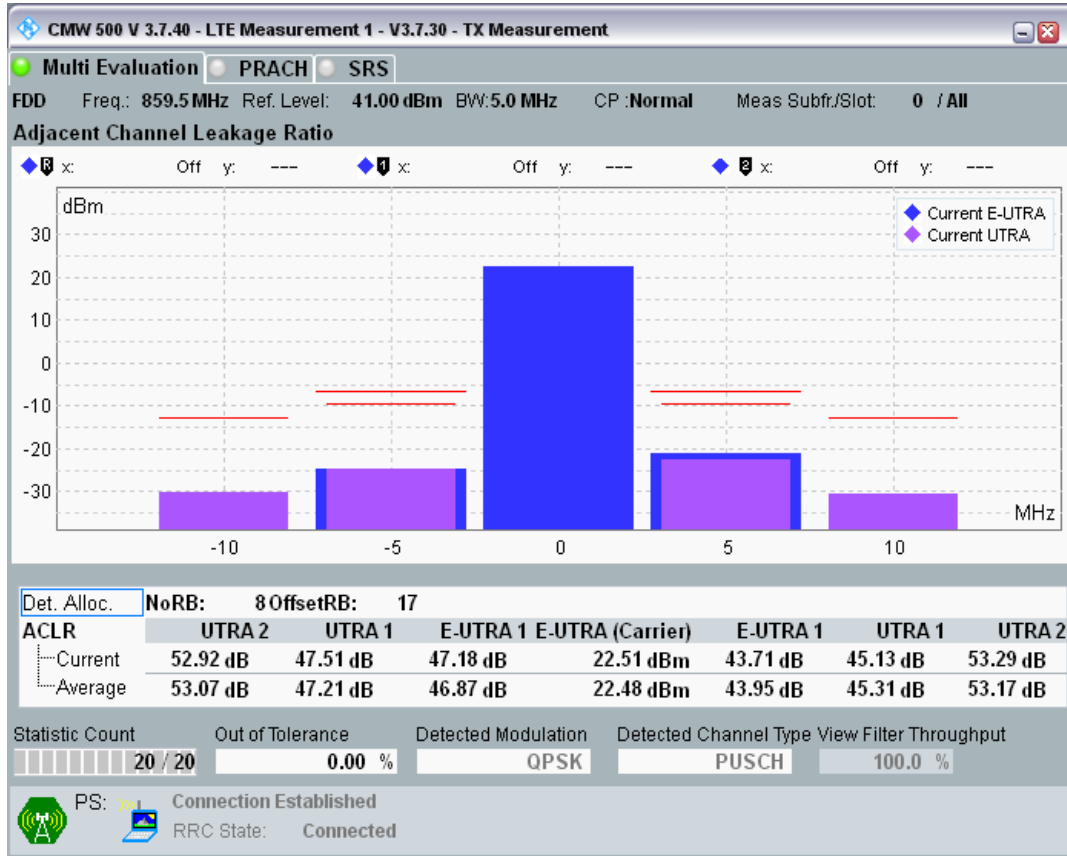 CMW 500 V 3.7.40 - LTE Measurement 1 - V3.7.30 - TX Measurement
Multi Evaluation PRACH SRS
FDD Freq.: 859.5 MHz Ref. Level: 41.00 dBm BW:5.0 MHz CP :Normal Meas Subfr./Slot: 0 / All
Adjacent Channel Leakage Ratio
R x: Off y: --- 1 x: Off y: --- 2 x: Off y: ---
dBm
Current E-UTRA
Current UTRA
30
20
10
0
-10
-20
-30
MHz
-10 -5 0 5 10
Det. Alloc. NoRB: 8 OffsetRB: 17
ACLR UTRA 2 UTRA 1 E-UTRA 1 E-UTRA (Carrier) E-UTRA 1 UTRA 1 UTRA 2
Current 52.92 dB 47.51 dB 47.18 dB 22.51 dBm 43.71 dB 45.13 dB 53.29 dB
Average 53.07 dB 47.21 dB 46.87 dB 22.48 dBm 43.95 dB 45.31 dB 53.17 dB
Statistic Count Out of Tolerance Detected Modulation Detected Channel Type View Filter Throughput
20 / 20 0.00 % QPSK PUSCH 100.0 %
PS: Connection Established
RRC State: Connected